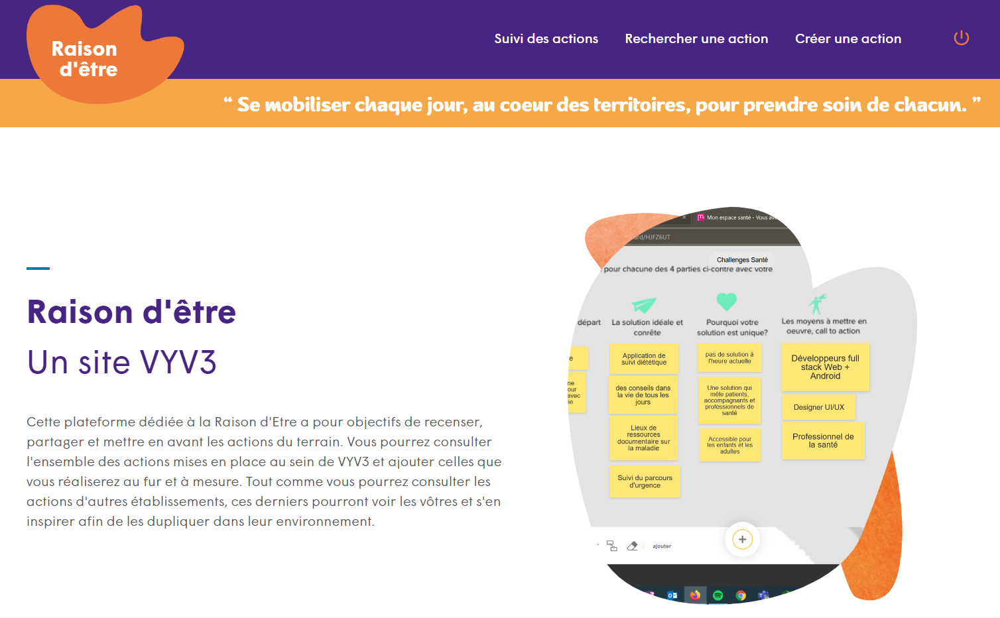 Raison
d'être
Suivi des actions
Rechercher une action
Créer une action
“ Se mobiliser chaque jour, au coeur des territoires, pour prendre soin de chacun. ”
Raison d'être
Un site VYV3
Cette plateforme dédiée à la Raison d'Etre a pour objectifs de recenser,
partager et mettre en avant les actions du terrain. Vous pourrez consulter
l'ensemble des actions mises en place au sein de VYV3 et ajouter celles que
vous réaliserez au fur et à mesure. Tout comme vous pourrez consulter les
actions d'autres établissements, ces derniers pourront voir les vôtres et s'en
inspirer afin de les dupliquer dans leur environnement.
Mon espace santé - Vous av
ard/HJFZ6UT
Challenges Santé
pour chacune des 4 parties ci-contre avec votre
départ
La solution idéale et
conrête
Pourquoi votre
solution est unique?
Les moyens à mettre en
oeuvre, call to action
e
ne
our
avec
ie
Application de
suivi diététique
des conseils dans
la vie de tous les
jours
Lieux de
ressources
documentaire sur
la maladie
Suivi du parcours
d'urgence
pas de solution à
l'heure actuelle
Une solution qui
mêle patients,
accompagnants et
professionnels de
santé
Accessible pour
les enfants et les
adultes
Développeurs full
stack Web +
Android
Designer UI/UX
Professionnel de
la santé
ajouter